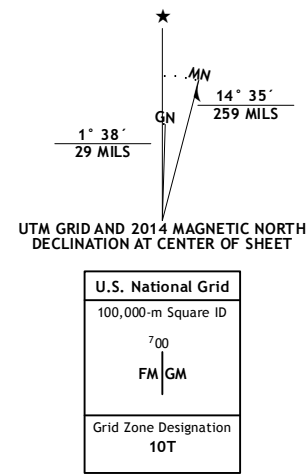 ★
MN
GN
1° 38´
29 MILS
14° 35´
259 MILS
UTM GRID AND 2014 MAGNETIC NORTH
DECLINATION AT CENTER OF SHEET
U.S. National Grid
100,000-m Square ID
⁷00
FM GM
Grid Zone Designation
10T